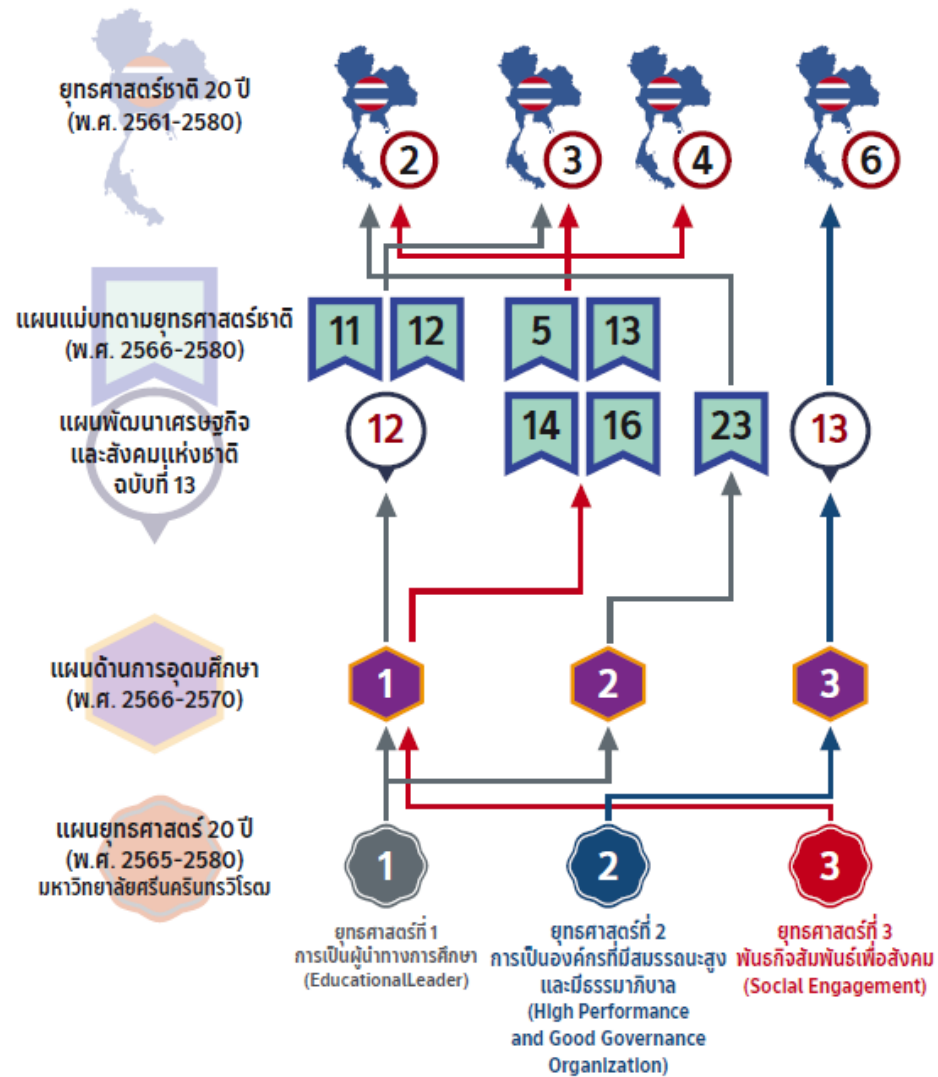 ยุทธศาสตร์ชาติ 20 ปี
(พ.ศ. 2561-2580)
2
3
4
6
แผนแม่บทตามยุทธศาสตร์ชาติ
(พ.ศ. 2566-2580)
11
12
5
13
แผนพัฒนาเศรษฐกิจ
และสังคมแห่งชาติ
ฉบับที่ 13
12
14
16
23
13
แผนด้านการอุดมศึกษา
(พ.ศ. 2566-2570)
1
2
3
แผนยุทธศาสตร์ 20 ปี
(พ.ศ. 2565-2580)
มหาวิทยาลัยศรีนครินทรวิโรฒ
1
2
3
ยุทธศาสตร์ที่ 1
การเป็นผู้นำทางการศึกษา
(EducationalLeader)
ยุทธศาสตร์ที่ 2
การเป็นองค์กรที่มีสมรรถนะสูง
และมีธรรมาภิบาล
(High Performance
and Good Governance
Organization)
ยุทธศาสตร์ที่ 3
พันธกิจสัมพันธ์เพื่อสังคม
(Social Engagement)